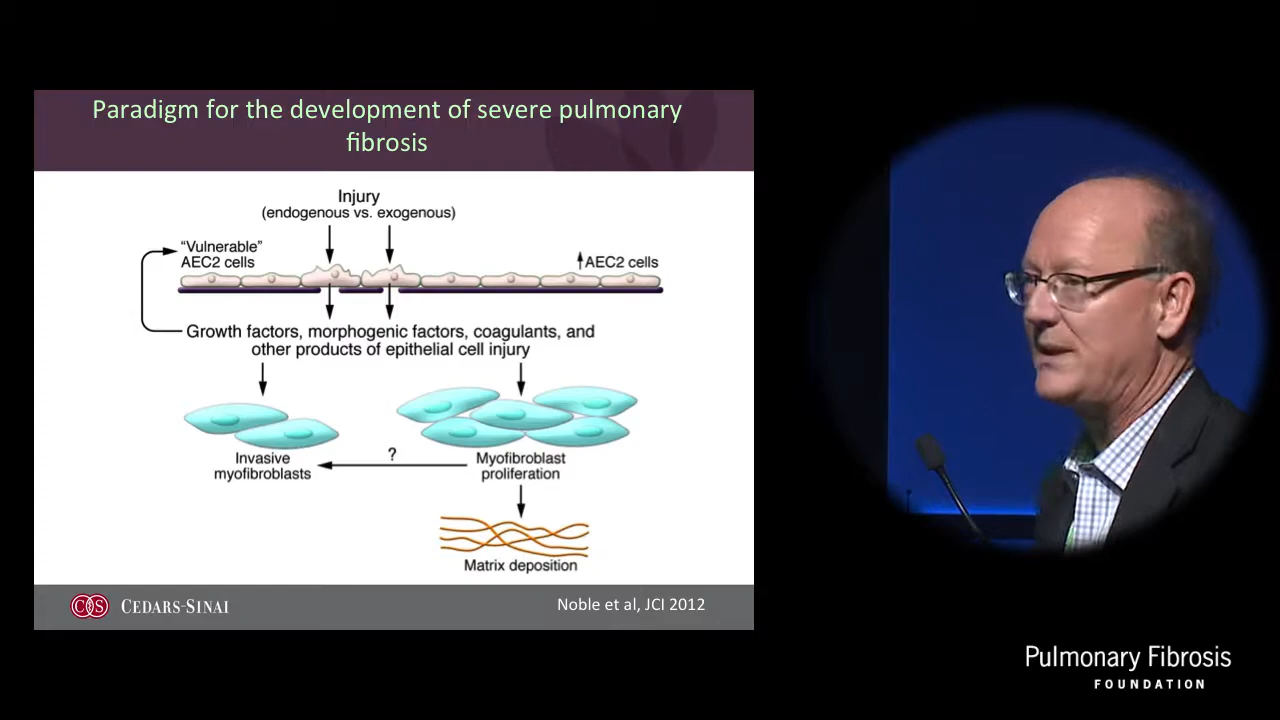 Paradigm for the development of severe pulmonary
fibrosis
Injury
(endogenous vs. exogenous)
"Vulnerable"
AEC2 cells
↑AEC2 cells
Growth factors, morphogenic factors, coagulants, and
other products of epithelial cell injury
?
Invasive
myofibroblasts
Myofibroblast
proliferation
Matrix deposition
CS
CEDARS-SINAI
Noble et al, JCI 2012
Pulmonary Fibrosis
FOUNDATION